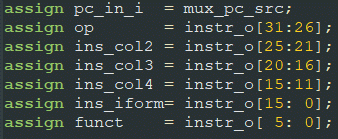 assign pc_in_i  = mux_pc_src;
assign op       = instr_o[31:26];
assign ins_col2 = instr_o[25:21];
assign ins_col3 = instr_o[20:16];
assign ins_col4 = instr_o[15:11];
assign ins_iform= instr_o[15: 0];
assign funct    = instr_o[ 5: 0];